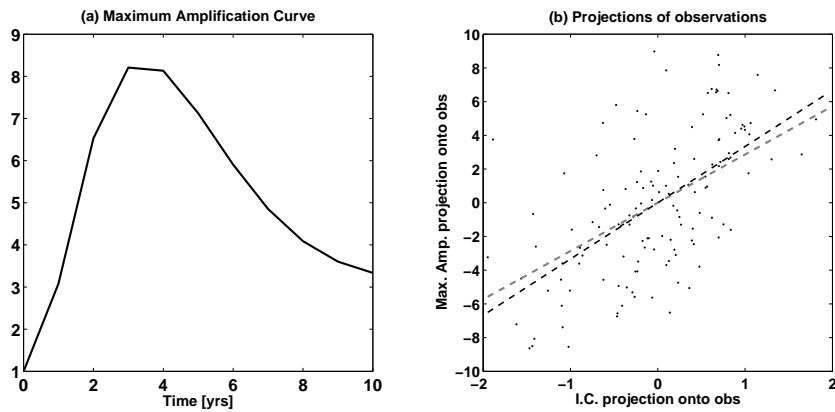 (a) Maximum Amplification Curve
9
8
7
6
5
4
3
2
1
0 2 4 6 8 10
Time [yrs]
(b) Projections of observations
Max. Amp. projection onto obs
10
8
6
4
2
0
−2
−4
−6
−8
−10
−2 −1 0 1 2
I.C. projection onto obs